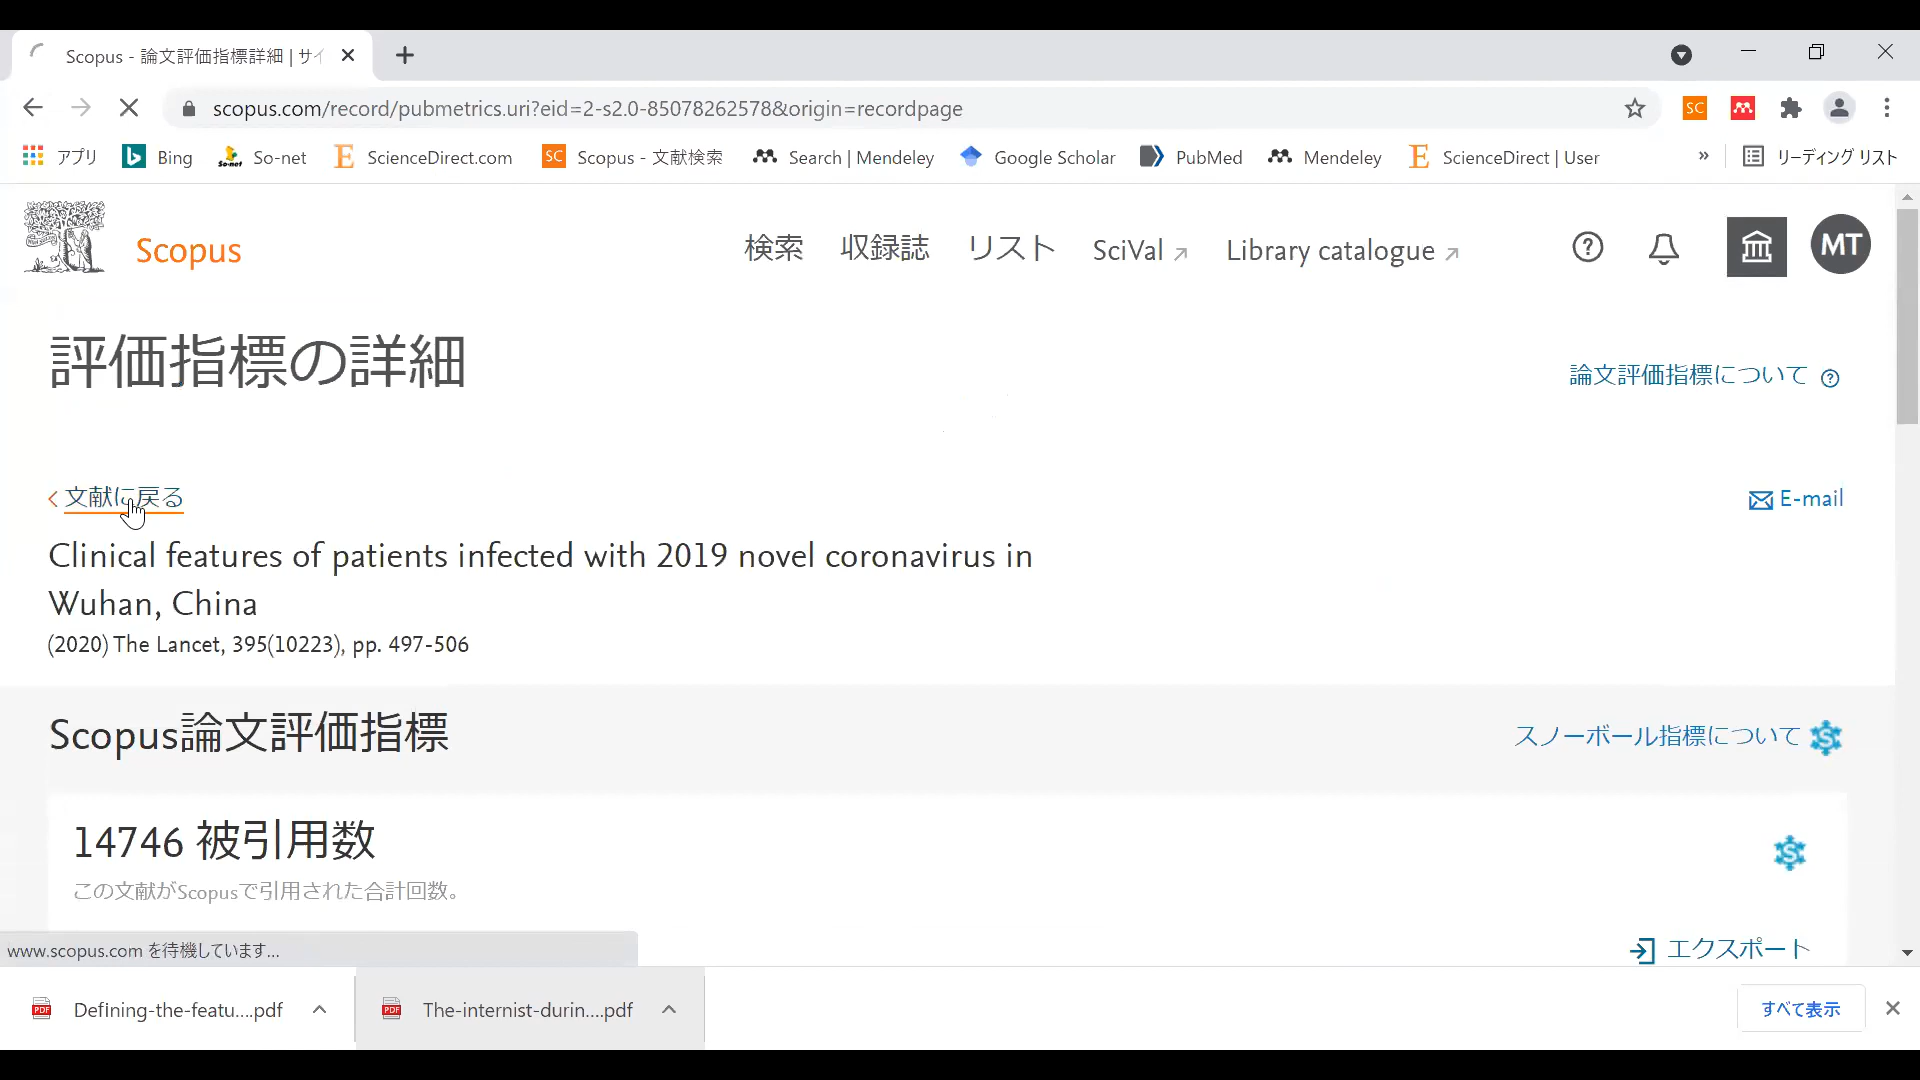 Scopus - 論文評価指標詳細 | サイ
scopus.com/record/pubmetrics.uri?eid=2-s2.0-85078262578&origin=recordpage
SC
アプリ Bing So-net ScienceDirect.com SC Scopus - 文献検索 Search | Mendeley Google Scholar PubMed Mendeley ScienceDirect | User » リーディング リスト
Scopus 検索 収録誌 リスト SciVal Library catalogue MT
評価指標の詳細
論文評価指標について
文献に戻る
E-mail
Clinical features of patients infected with 2019 novel coronavirus in
Wuhan, China
(2020) The Lancet, 395(10223), pp. 497-506
Scopus論文評価指標
スノーボール指標について
14746 被引用数
この文献がScopusで引用された合計回数。
エクスポート
www.scopus.com を待機しています...
PDF Defining-the-featu....pdf
PDF The-internist-durin....pdf
すべて表示